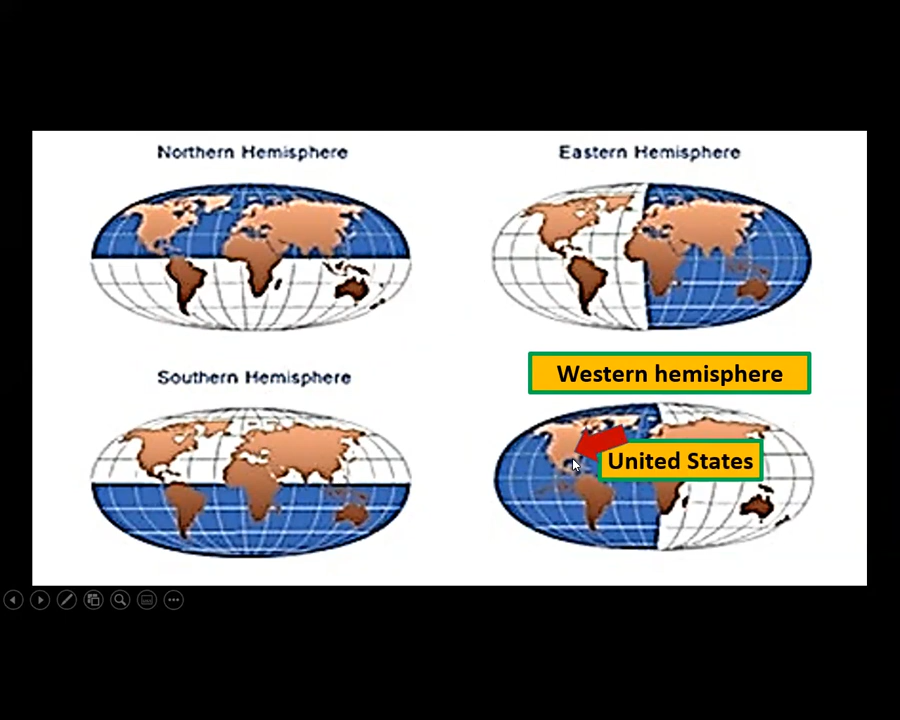 Northern Hemisphere
Eastern Hemisphere
Southern Hemisphere
Western hemisphere
United States